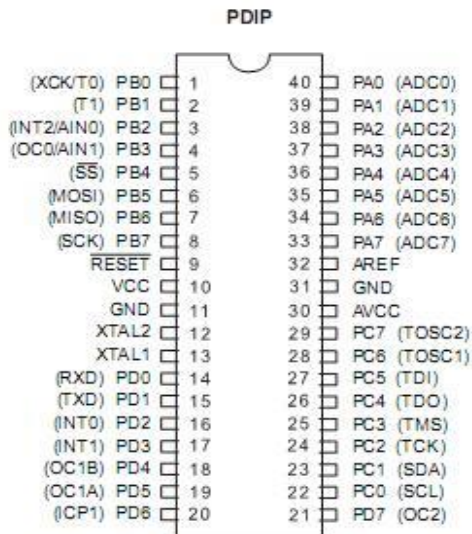 PDIP
(XCK/T0) PB0 1 40 PA0 (ADC0)
(T1) PB1 2 39 PA1 (ADC1)
(INT2/AIN0) PB2 3 38 PA2 (ADC2)
(OC0/AIN1) PB3 4 37 PA3 (ADC3)
(SS) PB4 5 36 PA4 (ADC4)
(MOSI) PB5 6 35 PA5 (ADC5)
(MISO) PB6 7 34 PA6 (ADC6)
(SCK) PB7 8 33 PA7 (ADC7)
RESET 9 32 AREF
VCC 10 31 GND
GND 11 30 AVCC
XTAL2 12 29 PC7 (TOSC2)
XTAL1 13 28 PC6 (TOSC1)
(RXD) PD0 14 27 PC5 (TDI)
(TXD) PD1 15 26 PC4 (TDO)
(INT0) PD2 16 25 PC3 (TMS)
(INT1) PD3 17 24 PC2 (TCK)
(OC1B) PD4 18 23 PC1 (SDA)
(OC1A) PD5 19 22 PC0 (SCL)
(ICP1) PD6 20 21 PD7 (OC2)